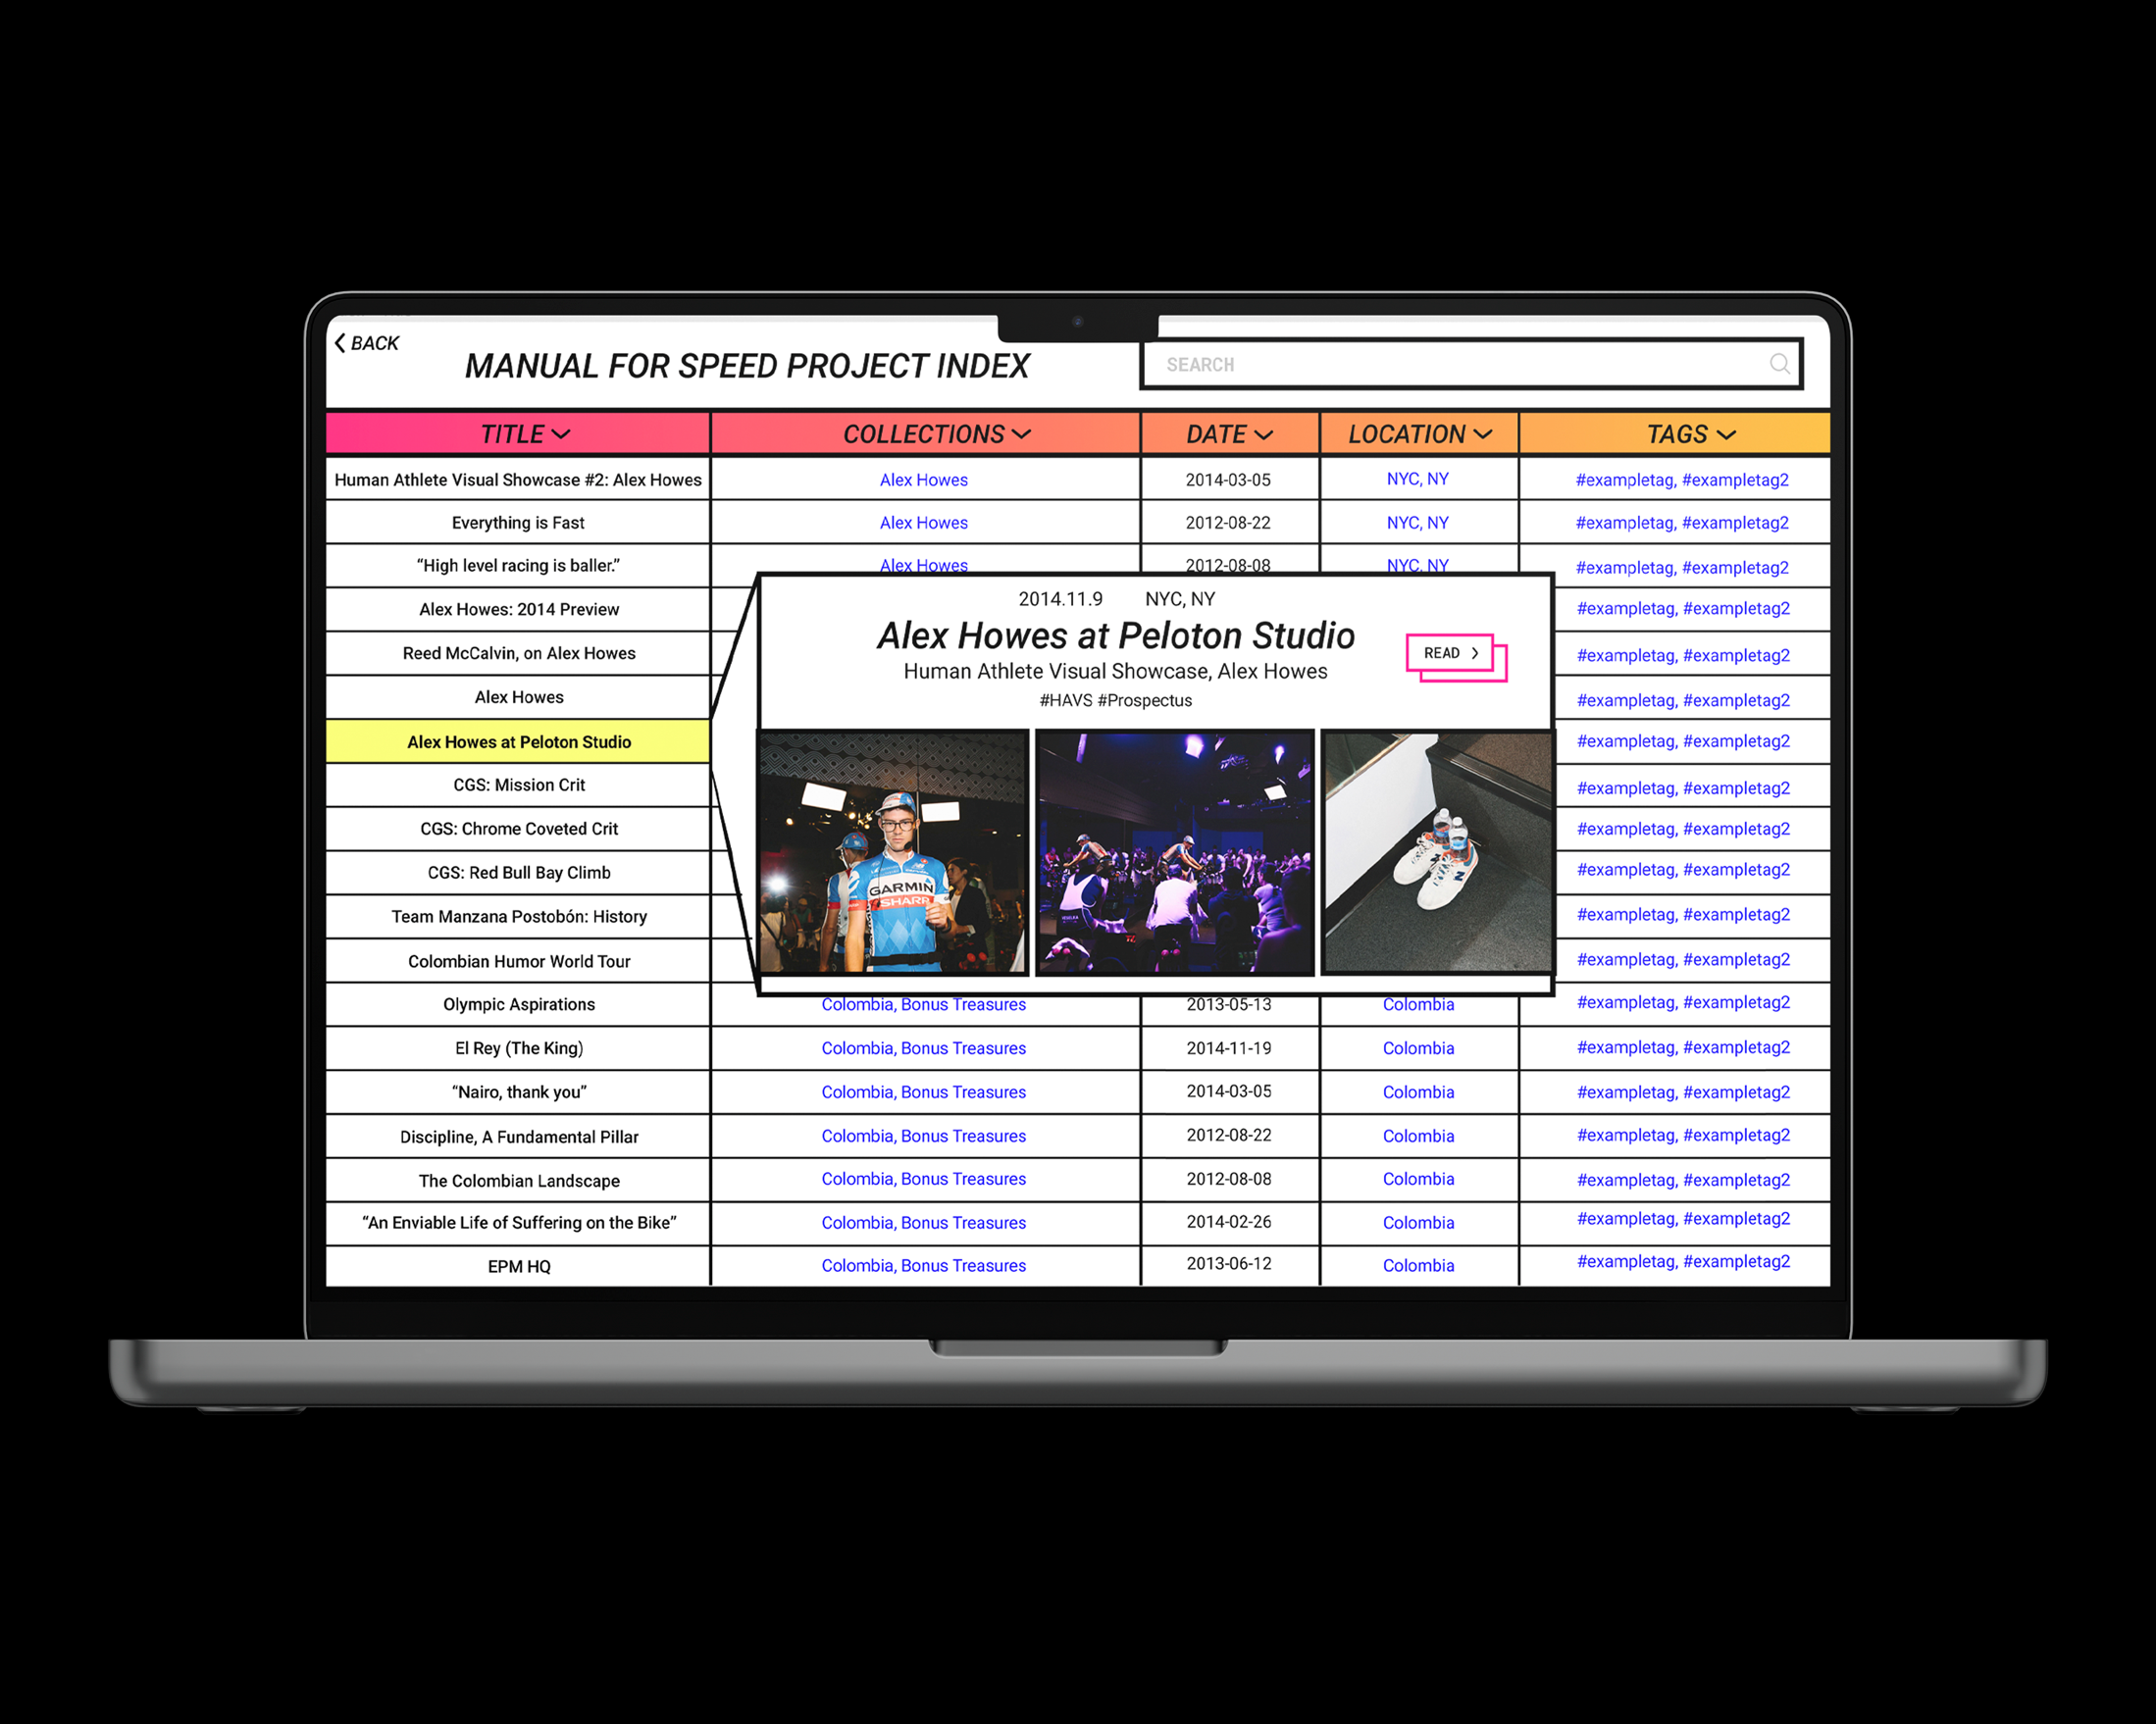 BACK
MANUAL FOR SPEED PROJECT INDEX
SEARCH
TITLE COLLECTIONS DATE LOCATION TAGS
Human Athlete Visual Showcase #2: Alex Howes Alex Howes 2014-03-05 NYC, NY #exampletag, #exampletag2
Everything is Fast Alex Howes 2012-08-22 NYC, NY #exampletag, #exampletag2
“High level racing is baller.” Alex Howes 2012-08-08 NYC, NY #exampletag, #exampletag2
Alex Howes: 2014 Preview #exampletag, #exampletag2
Reed McCalvin, on Alex Howes #exampletag, #exampletag2
Alex Howes #exampletag, #exampletag2
Alex Howes at Peloton Studio #exampletag, #exampletag2
CGS: Mission Crit #exampletag, #exampletag2
CGS: Chrome Coveted Crit #exampletag, #exampletag2
CGS: Red Bull Bay Climb #exampletag, #exampletag2
Team Manzana Postobón: History #exampletag, #exampletag2
Colombian Humor World Tour #exampletag, #exampletag2
2014.11.9 NYC, NY
Alex Howes at Peloton Studio
Human Athlete Visual Showcase, Alex Howes
#HAVS #Prospectus
READ
GARMIN
SHARP
Olympic Aspirations Colombia, Bonus Treasures 2013-05-13 Colombia #exampletag, #exampletag2
El Rey (The King) Colombia, Bonus Treasures 2014-11-19 Colombia #exampletag, #exampletag2
“Nairo, thank you” Colombia, Bonus Treasures 2014-03-05 Colombia #exampletag, #exampletag2
Discipline, A Fundamental Pillar Colombia, Bonus Treasures 2012-08-22 Colombia #exampletag, #exampletag2
The Colombian Landscape Colombia, Bonus Treasures 2012-08-08 Colombia #exampletag, #exampletag2
“An Enviable Life of Suffering on the Bike” Colombia, Bonus Treasures 2014-02-26 Colombia #exampletag, #exampletag2
EPM HQ Colombia, Bonus Treasures 2013-06-12 Colombia #exampletag, #exampletag2